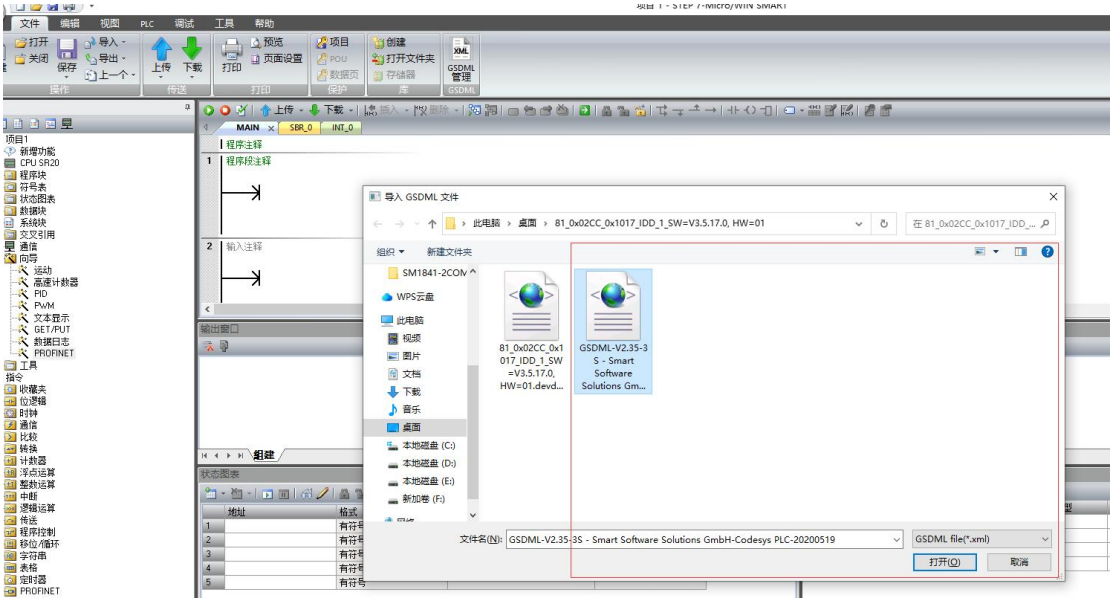 项目 1 - STEP 7-Micro/WIN SMART
文件 编辑 视图 PLC 调试 工具 帮助
打开
关闭
保存
导入
导出
上一个
上传 下载
打印
预览
页面设置
项目
POU
数据页
创建
打开文件夹
存储器
XML
GSDML
管理
操作 传送 打印 保护 库 GSDML
上传 下载 插入 删除
MAIN × SBR_0 INT_0
程序注释
1 程序段注释
2 输入注释
项目1
新增功能
CPU SR20
程序块
符号表
状态图表
数据块
系统块
交叉引用
通信
向导
运动
高速计数器
PID
PWM
文本显示
GET/PUT
数据日志
PROFINET
工具
指令
收藏夹
位逻辑
时钟
通信
比较
转换
计数器
浮点运算
整数运算
中断
逻辑运算
传送
程序控制
移位/循环
字符串
表格
定时器
PROFINET
输出窗口
组建
状态图表
地址 格式
1 有符号
2 有符号
3 有符号
4 有符号
5 有符号
导入 GSDML 文件
此电脑 › 桌面 › 81_0x02CC_0x1017_IDD_1_SW=V3.5.17.0, HW=01
在 81_0x02CC_0x1017_IDD_...
组织 新建文件夹
SM1841-2COM
WPS云盘
此电脑
视频
图片
文档
下载
音乐
桌面
本地磁盘 (C:)
本地磁盘 (D:)
本地磁盘 (E:)
新加卷 (F:)
81_0x02CC_0x1
017_IDD_1_SW
=V3.5.17.0,
HW=01.devd...
GSDML-V2.35-3
S - Smart
Software
Solutions Gm...
文件名(N): GSDML-V2.35-3S - Smart Software Solutions GmbH-Codesys PLC-20200519
GSDML file(*.xml)
打开(O) 取消